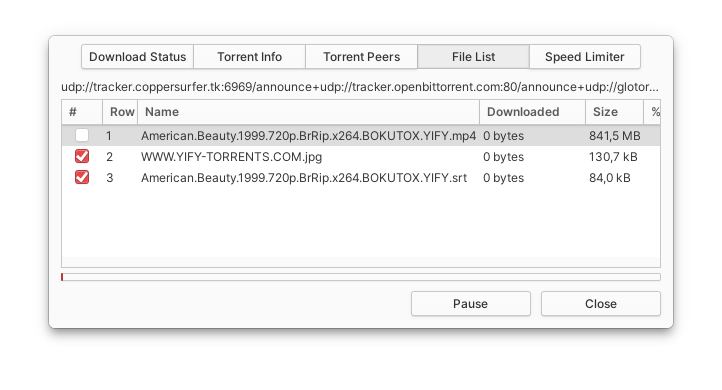 Download Status Torrent Info Torrent Peers File List Speed Limiter
udp://tracker.coppersurfer.tk:6969/announce+udp://tracker.openbittorrent.com:80/announce+udp://glotor...
# Row Name Downloaded Size %
1 American.Beauty.1999.720p.BrRip.x264.BOKUTOX.YIFY.mp4 0 bytes 841,5 MB
2 WWW.YIFY-TORRENTS.COM.jpg 0 bytes 130,7 kB
3 American.Beauty.1999.720p.BrRip.x264.BOKUTOX.YIFY.srt 0 bytes 84,0 kB
Pause Close